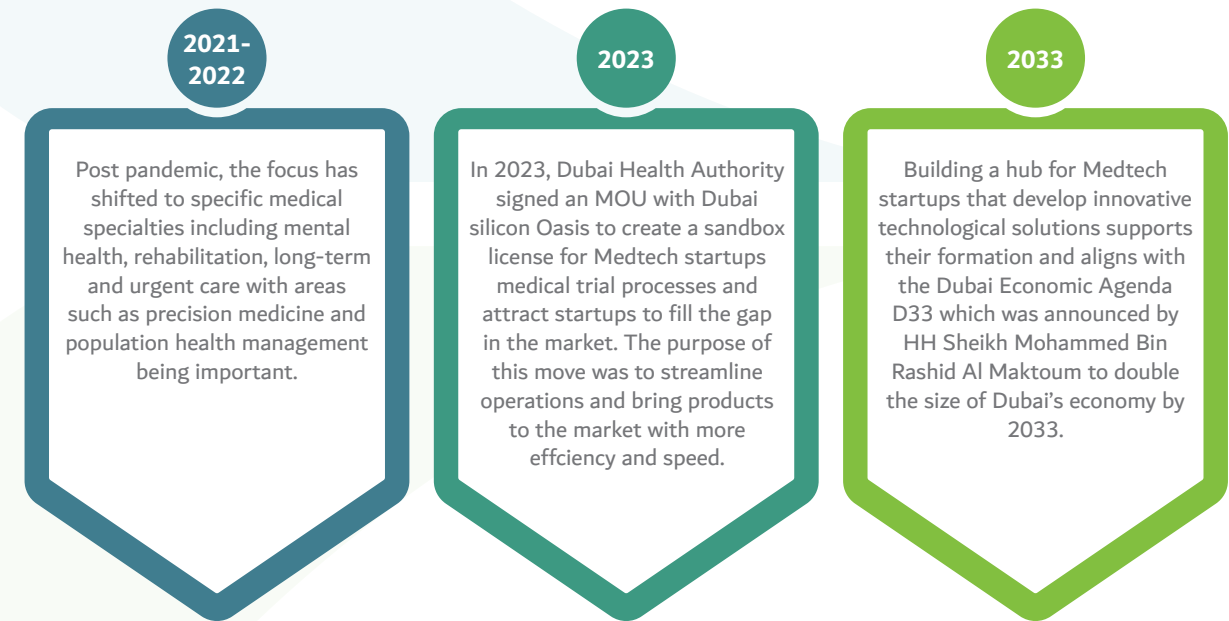 2021-
2022
Post pandemic, the focus has
shifted to specific medical
specialties including mental
health, rehabilitation, long-term
and urgent care with areas
such as precision medicine and
population health management
being important.
2023
In 2023, Dubai Health Authority
signed an MOU with Dubai
silicon Oasis to create a sandbox
license for Medtech startups
medical trial processes and
attract startups to fill the gap
in the market. The purpose of
this move was to streamline
operations and bring products
to the market with more
effciency and speed.
2033
Building a hub for Medtech
startups that develop innovative
technological solutions supports
their formation and aligns with
the Dubai Economic Agenda
D33 which was announced by
HH Sheikh Mohammed Bin
Rashid Al Maktoum to double
the size of Dubai’s economy by
2033.